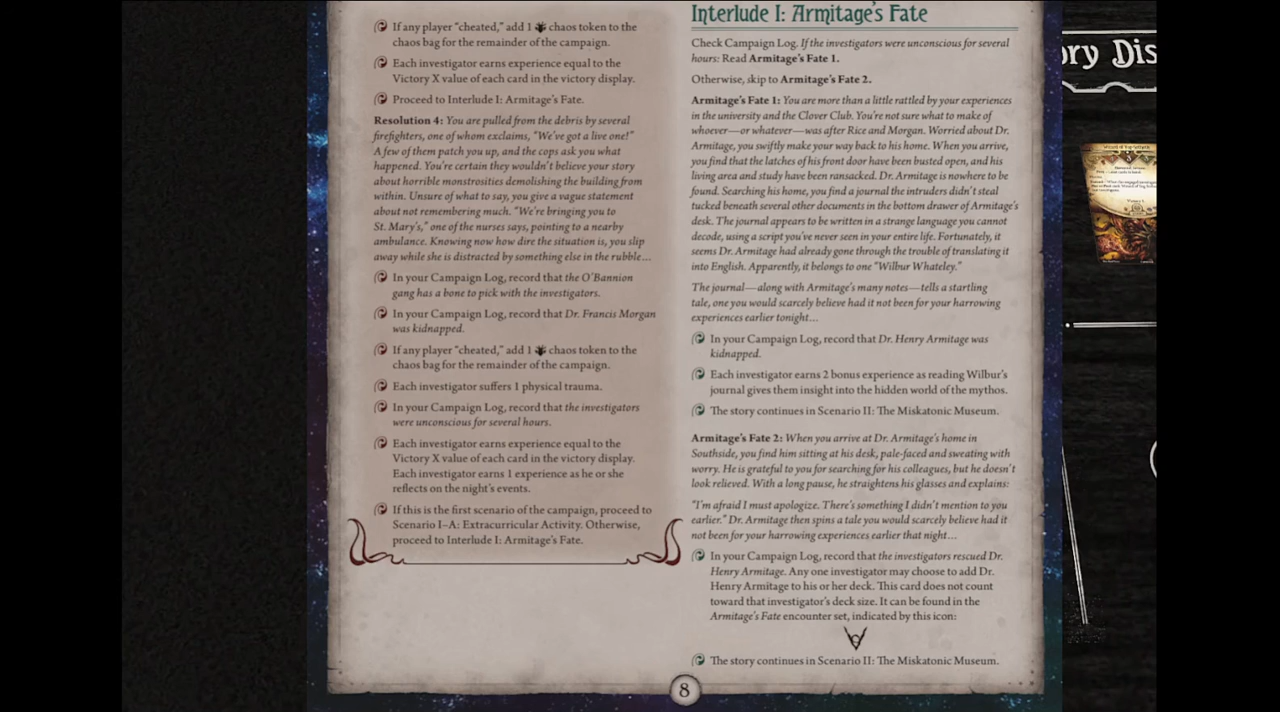 If any player “cheated,” add 1 chaos token to the
chaos bag for the remainder of the campaign.
Each investigator earns experience equal to the
Victory X value of each card in the victory display.
Proceed to Interlude I: Armitage’s Fate.
Resolution 4: You are pulled from the debris by several
firefighters, one of whom exclaims, “We’ve got a live one!”
A few of them patch you up, and the cops ask you what
happened. You’re certain they wouldn’t believe your story
about horrible monstrosities demolishing the building from
within. Unsure of what to say, you give a vague statement
about not remembering much. “We’re bringing you to
St. Mary’s,” one of the nurses says, pointing to a nearby
ambulance. Knowing now how dire the situation is, you slip
away while she is distracted by something else in the rubble…
In your Campaign Log, record that the O’Bannion
gang has a bone to pick with the investigators.
In your Campaign Log, record that Dr. Francis Morgan
was kidnapped.
If any player “cheated,” add 1 chaos token to the
chaos bag for the remainder of the campaign.
Each investigator suffers 1 physical trauma.
In your Campaign Log, record that the investigators
were unconscious for several hours.
Each investigator earns experience equal to the
Victory X value of each card in the victory display.
Each investigator earns 1 experience as he or she
reflects on the night’s events.
If this is the first scenario of the campaign, proceed to
Scenario I–A: Extracurricular Activity. Otherwise,
proceed to Interlude I: Armitage’s Fate.
Interlude I: Armitage’s Fate
Check Campaign Log. If the investigators were unconscious for several
hours: Read Armitage’s Fate 1.
Otherwise, skip to Armitage’s Fate 2.
Armitage’s Fate 1: You are more than a little rattled by your experiences
in the university and the Clover Club. You’re not sure what to make of
whoever—or whatever—was after Rice and Morgan. Worried about Dr.
Armitage, you swiftly make your way back to his home. When you arrive,
you find that the latches of his front door have been busted open, and his
living area and study have been ransacked. Dr. Armitage is nowhere to be
found. Searching his home, you find a journal the intruders didn’t steal
tucked beneath several other documents in the bottom drawer of Armitage’s
desk. The journal appears to be written in a strange language you cannot
decode, using a script you’ve never seen in your entire life. Fortunately, it
seems Dr. Armitage had already gone through the trouble of translating it
into English. Apparently, it belongs to one “Wilbur Whateley.”
The journal—along with Armitage’s many notes—tells a startling
tale, one you would scarcely believe had it not been for your harrowing
experiences earlier tonight…
In your Campaign Log, record that Dr. Henry Armitage was
kidnapped.
Each investigator earns 2 bonus experience as reading Wilbur’s
journal gives them insight into the hidden world of the mythos.
The story continues in Scenario II: The Miskatonic Museum.
Armitage’s Fate 2: When you arrive at Dr. Armitage’s home in
Southside, you find him sitting at his desk, pale-faced and sweating with
worry. He is grateful to you for searching for his colleagues, but he doesn’t
look relieved. With a long pause, he straightens his glasses and explains:
“I’m afraid I must apologize. There’s something I didn’t mention to you
earlier.” Dr. Armitage then spins a tale you would scarcely believe had it
not been for your harrowing experiences earlier that night…
In your Campaign Log, record that the investigators rescued Dr.
Henry Armitage. Any one investigator may choose to add Dr.
Henry Armitage to his or her deck. This card does not count
toward that investigator’s deck size. It can be found in the
Armitage’s Fate encounter set, indicated by this icon:
The story continues in Scenario II: The Miskatonic Museum.
8
ory Dis